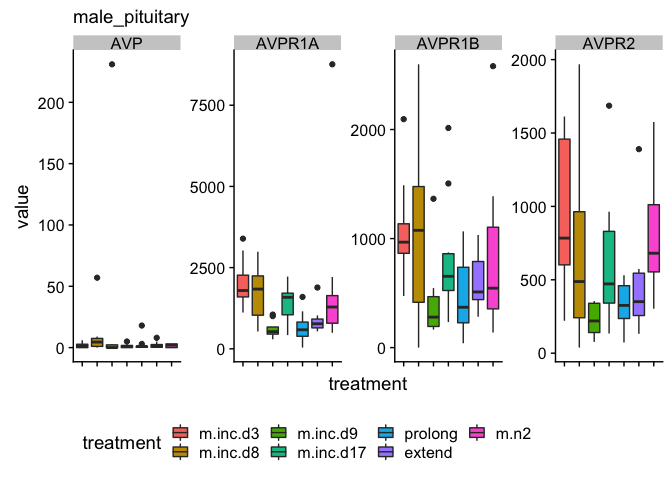 male_pituitary
AVP AVPR1A AVPR1B AVPR2
value
200
150
100
50
0
7500
5000
2500
0
2000
1000
0
2000
1500
1000
500
0
treatment
treatment m.inc.d3 m.inc.d9 prolong m.n2
m.inc.d8 m.inc.d17 extend